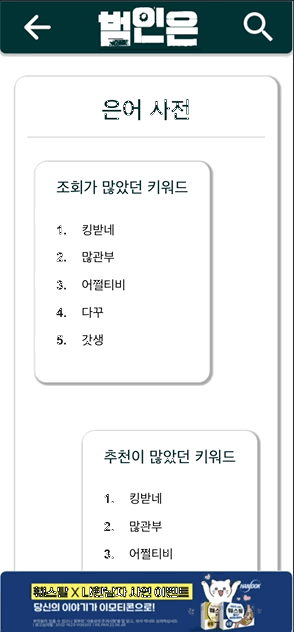 범인은
은어 사전
조회가 많았던 키워드
1. 킹받네
2. 많관부
3. 어쩔티비
4. 다꾸
5. 갓생
추천이 많았던 키워드
1. 킹받네
2. 많관부
3. 어쩔티비
당신의 이야기가 이모티콘으로!
HANDOK